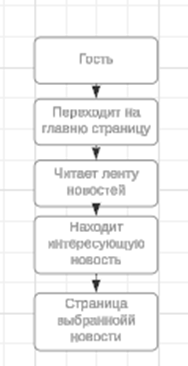 Гость
Переходит на
главню страницу
Читает ленту
новостей
Находит
интересующую
новость
Страница
выбраннойй
новости